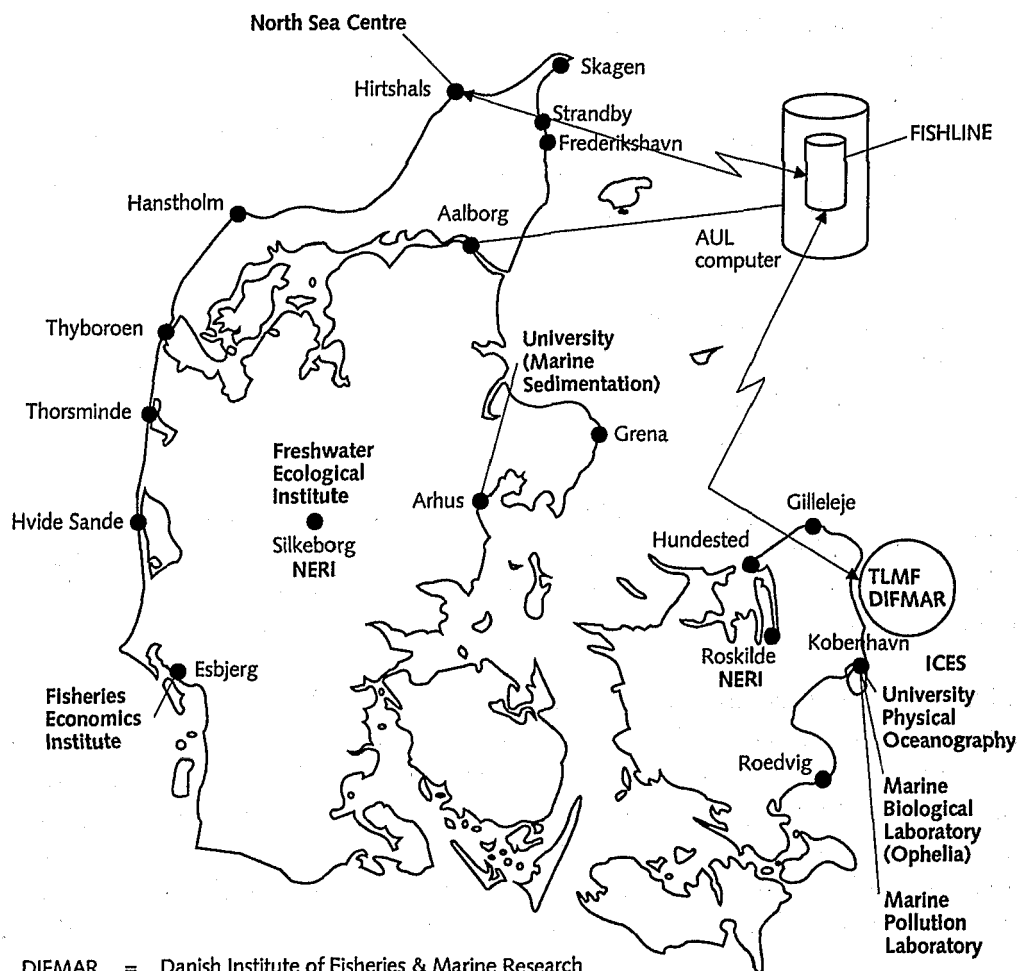 North Sea Centre
Skagen
Hirtshals
Strandby
Frederikshavn
FISHLINE
Hanstholm
Aalborg
AUL
computer
Thyboroen
University
(Marine
Sedimentation)
Thorsminde
Grena
Freshwater
Ecological
Institute
Arhus
Hvide Sande
Silkeborg
NERI
Gilleleje
Hundested
TLMF
DIFMAR
Kobenhavn
Roskilde
NERI
ICES
Esbjerg
Fisheries
Economics
Institute
University
Physical
Oceanography
Roedvig
Marine
Biological
Laboratory
(Ophelia)
Marine
Pollution
Laboratory
DIFMAR = Danish Institute of Fisheries & Marine Research